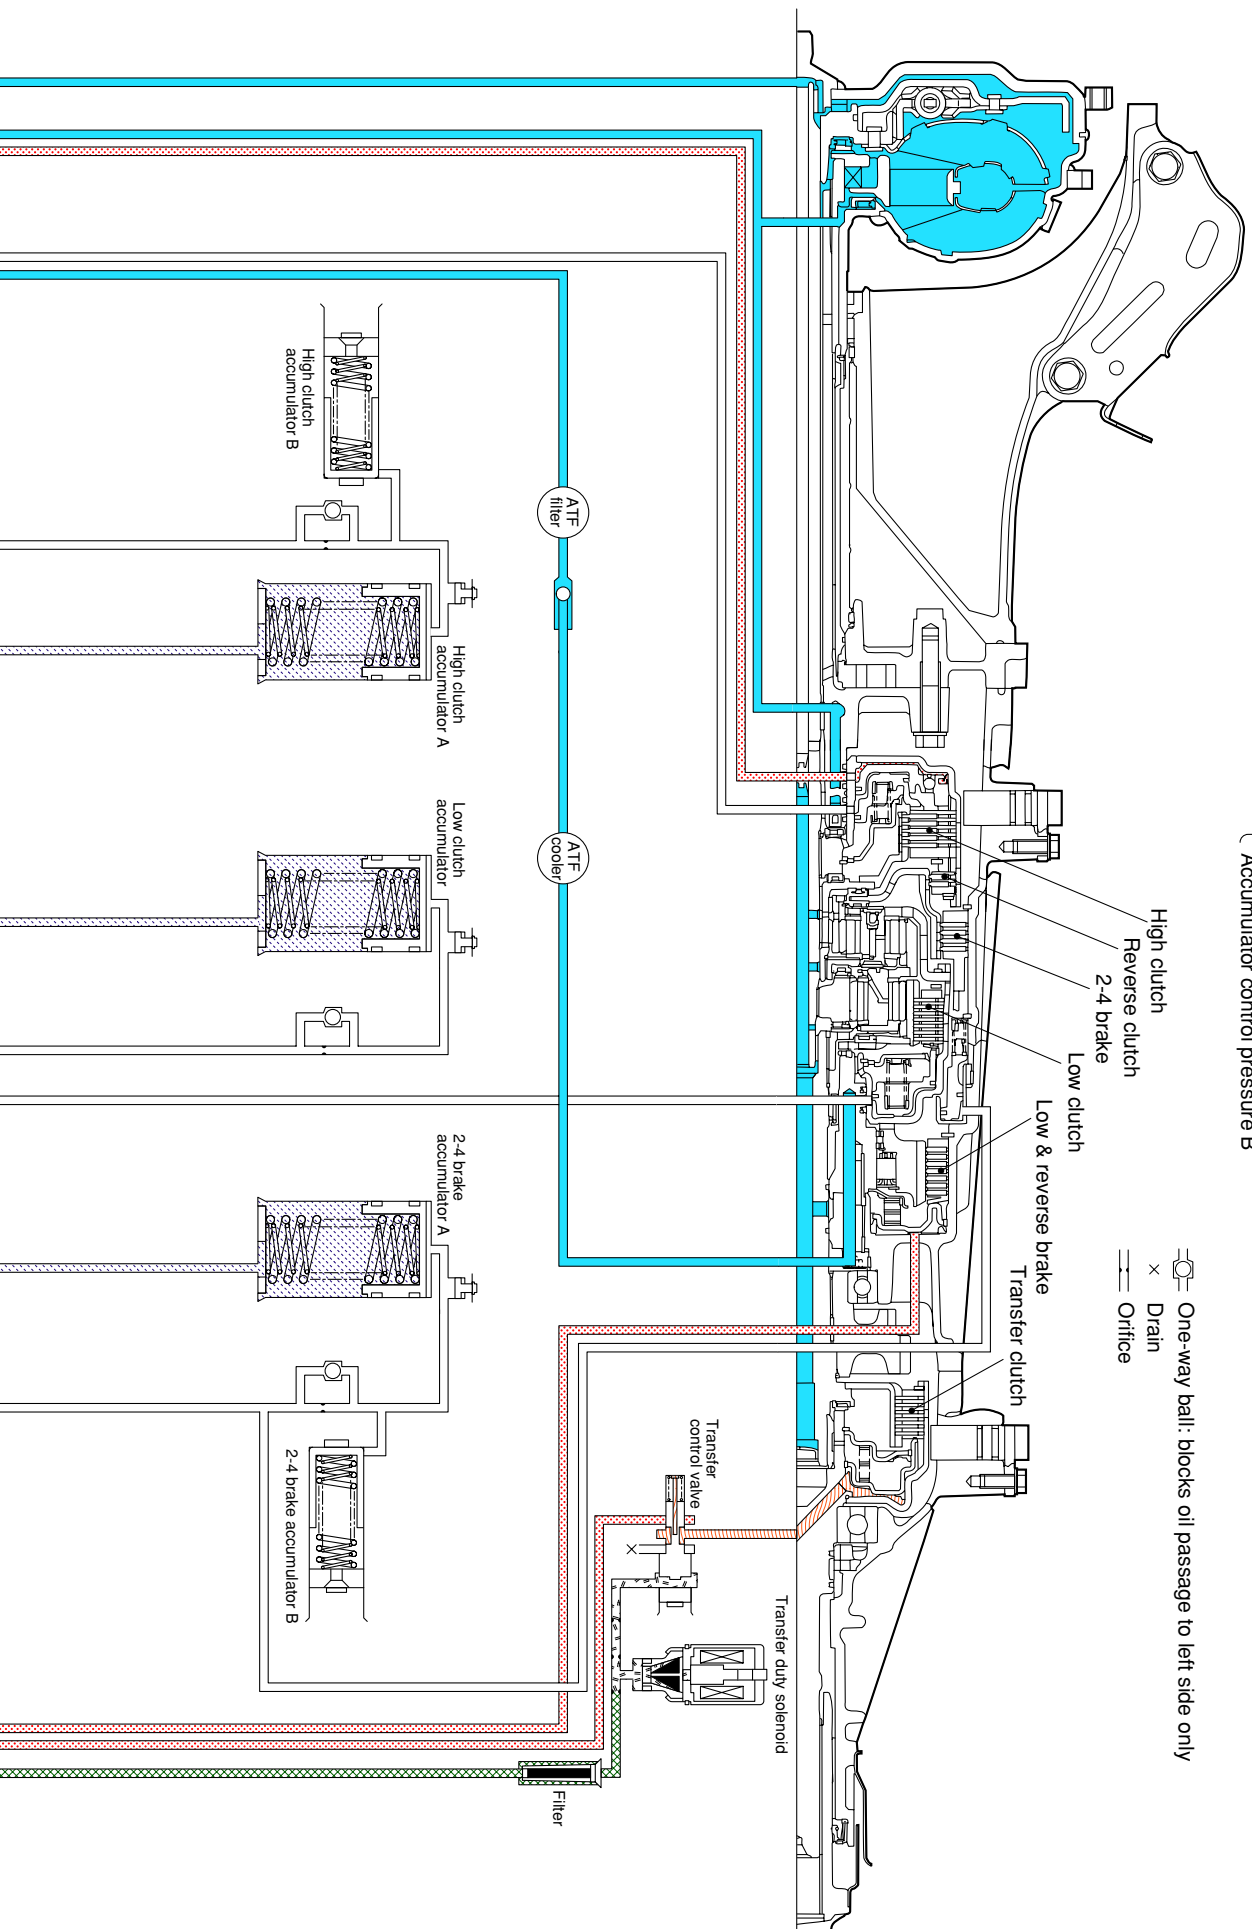 Accumulator control pressure B
One-way ball: blocks oil passage to left side only
Drain
Orifice
High clutch
Reverse clutch
2-4 brake
Low clutch
Low & reverse brake
Transfer clutch
Transfer duty solenoid
Transfer
control valve
Filter
ATF
filter
ATF
cooler
High clutch
accumulator A
Low clutch
accumulator
2-4 brake
accumulator A
High clutch
accumulator B
2-4 brake accumulator B